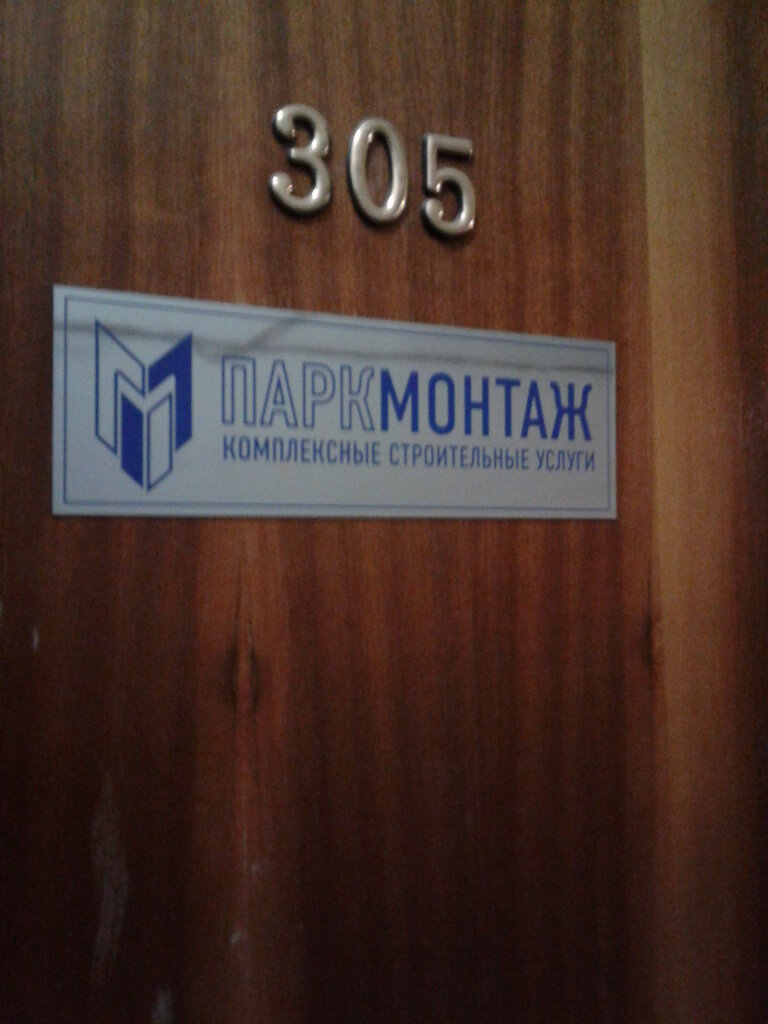 305
ПАРКМОНТАЖ
КОМПЛЕКСНЫЕ СТРОИТЕЛЬНЫЕ УСЛУГИ